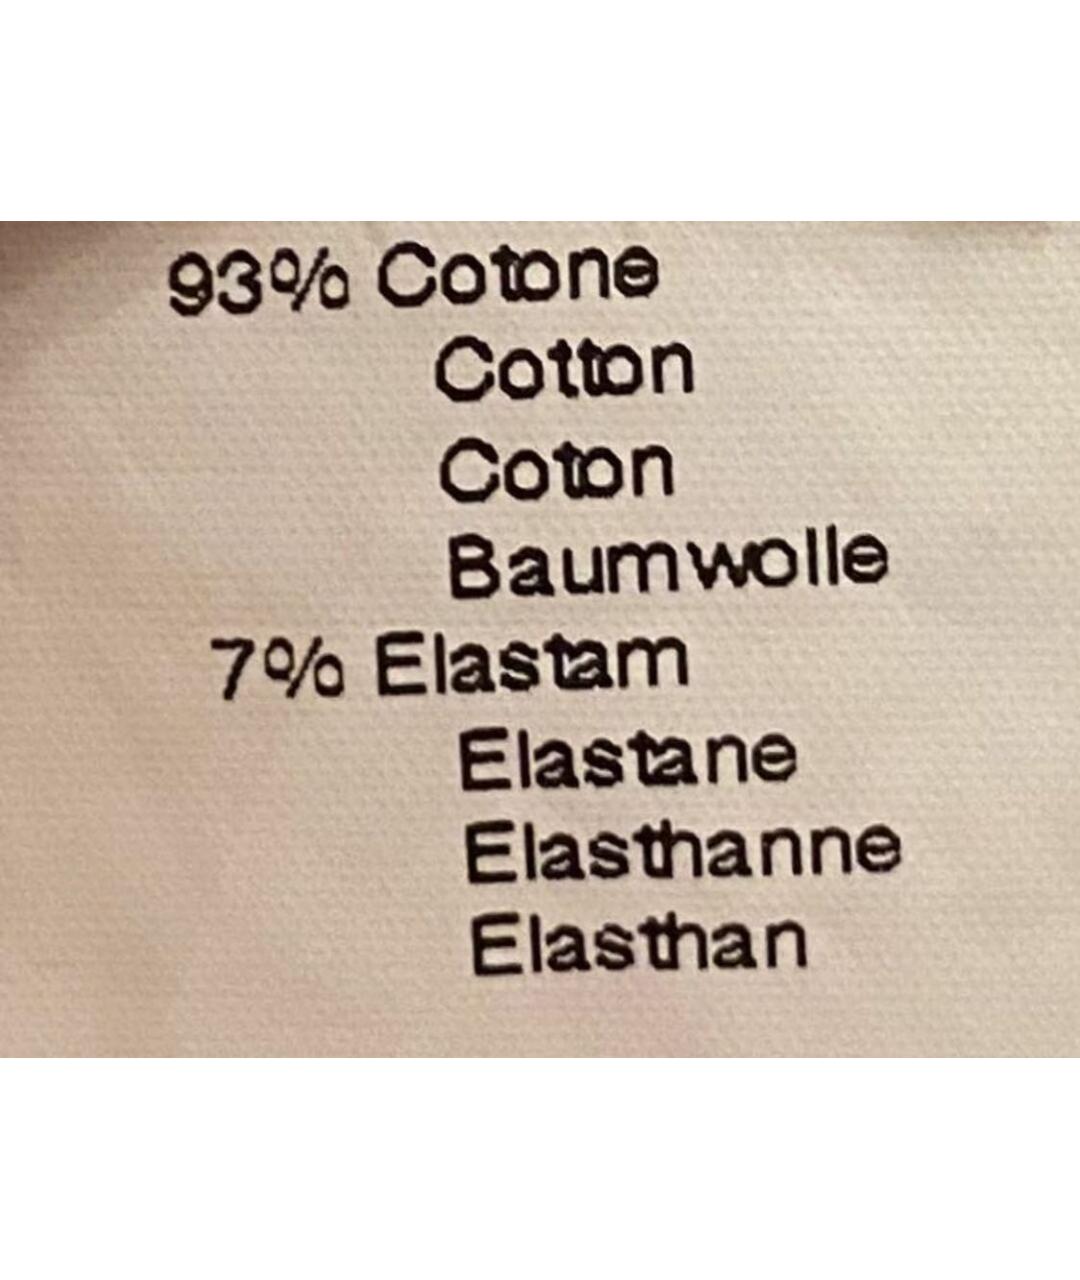 93% Cotone
Cotton
Coton
Baumwolle
7% Elastam
Elastane
Elasthanne
Elasthan